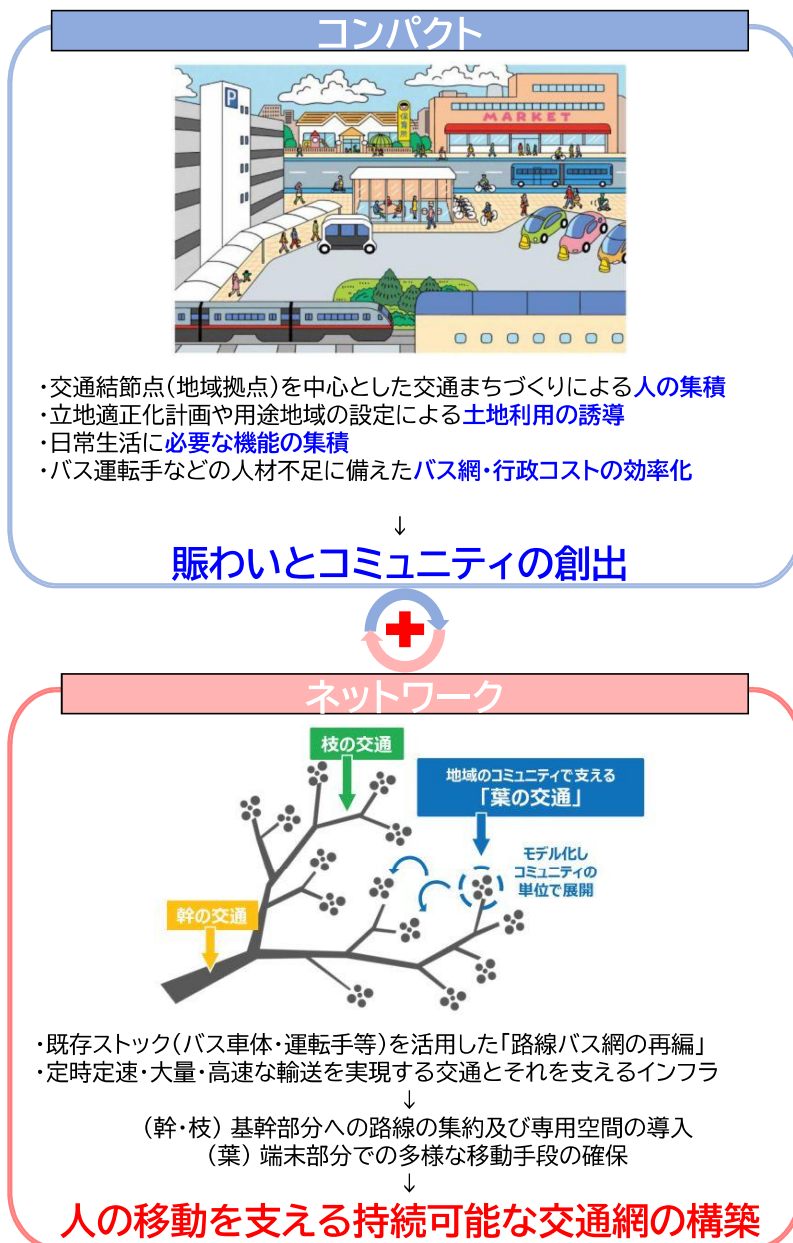 コンパクト
P
保育所
MARKET
・交通結節点(地域拠点)を中心とした交通まちづくりによる人の集積
・立地適正化計画や用途地域の設定による土地利用の誘導
・日常生活に必要な機能の集積
・バス運転手などの人材不足に備えたバス網・行政コストの効率化
↓
賑わいとコミュニティの創出
+
ネットワーク
枝の交通
地域のコミュニティで支える
「葉の交通」
モデル化し
コミュニティの
単位で展開
幹の交通
・既存ストック(バス車体・運転手等)を活用した「路線バス網の再編」
・定時定速・大量・高速な輸送を実現する交通とそれを支えるインフラ
↓
(幹・枝) 基幹部分への路線の集約及び専用空間の導入
(葉) 端末部分での多様な移動手段の確保
↓
人の移動を支える持続可能な交通網の構築